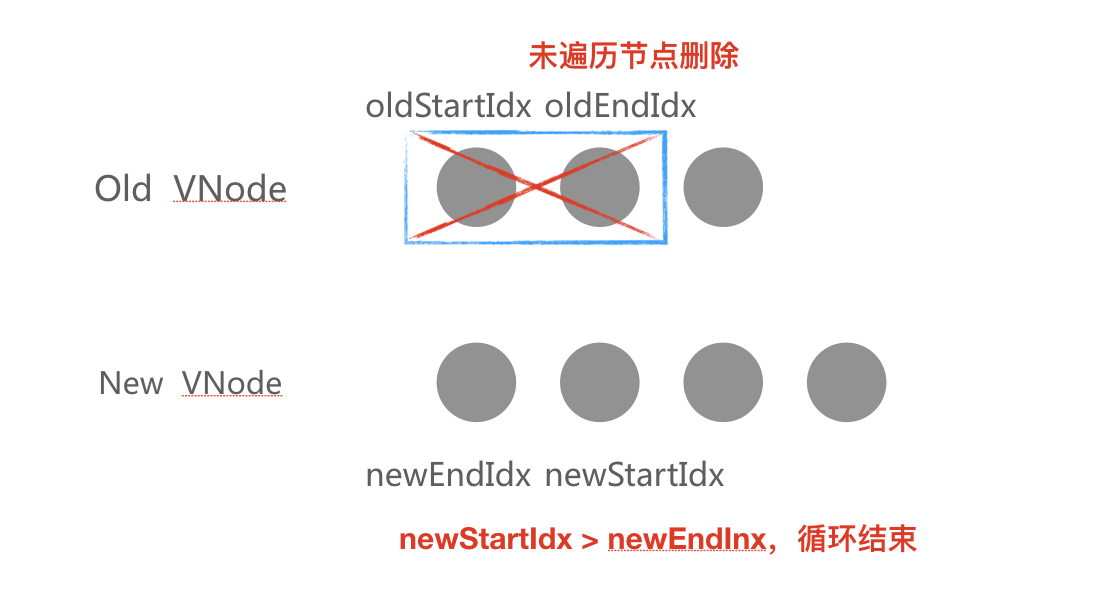 未遍历节点删除
oldStartIdx oldEndIdx
Old VNode
New VNode
newEndIdx newStartIdx
newStartIdx > newEndInx，循环结束